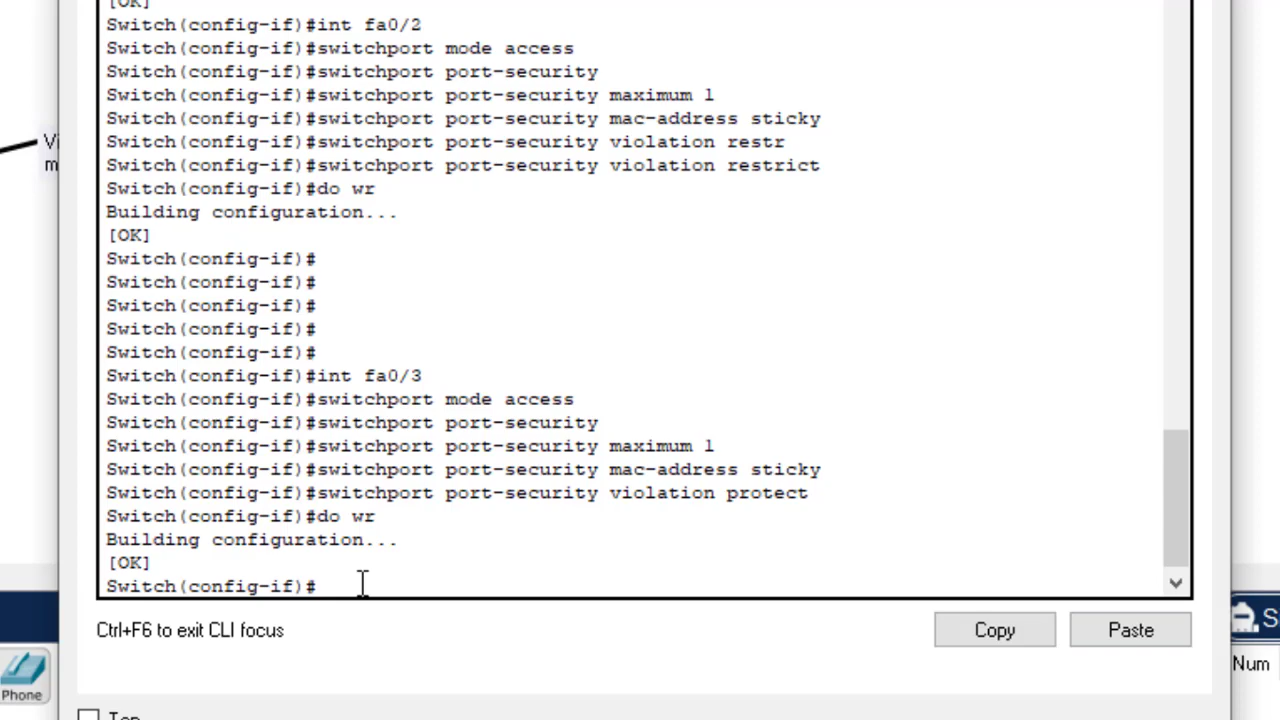 [OK]
Switch(config-if)#int fa0/2
Switch(config-if)#switchport mode access
Switch(config-if)#switchport port-security
Switch(config-if)#switchport port-security maximum 1
Switch(config-if)#switchport port-security mac-address sticky
Switch(config-if)#switchport port-security violation restr
Switch(config-if)#switchport port-security violation restrict
Switch(config-if)#do wr
Building configuration...
[OK]
Switch(config-if)#
Switch(config-if)#
Switch(config-if)#
Switch(config-if)#
Switch(config-if)#
Switch(config-if)#int fa0/3
Switch(config-if)#switchport mode access
Switch(config-if)#switchport port-security
Switch(config-if)#switchport port-security maximum 1
Switch(config-if)#switchport port-security mac-address sticky
Switch(config-if)#switchport port-security violation protect
Switch(config-if)#do wr
Building configuration...
[OK]
Switch(config-if)#
Ctrl+F6 to exit CLI focus
Copy
Paste
Top
Vi
m
Phone
S
Num